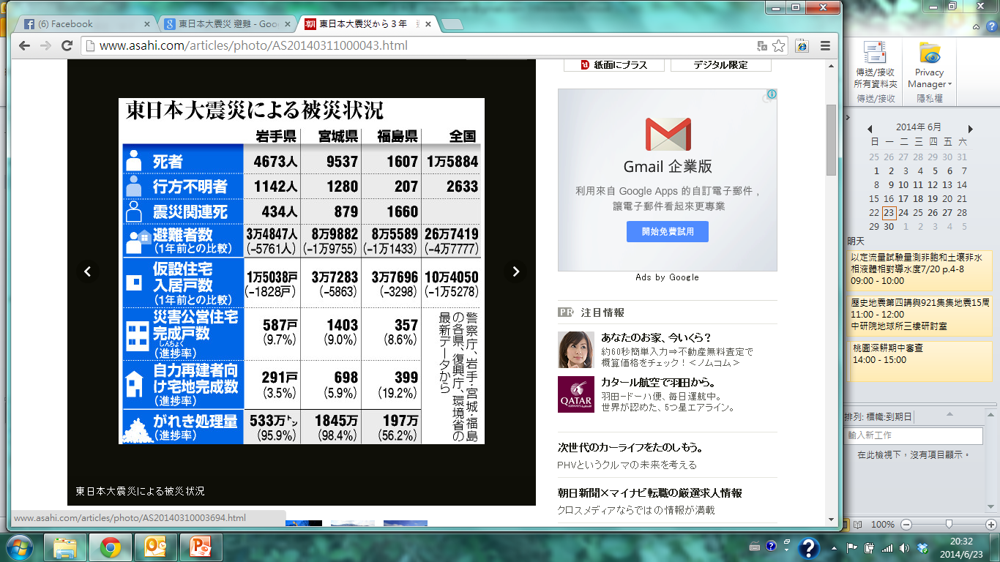 (6) Facebook
東日本大震災 避難 - Goo
東日本大震災から３年
www.asahi.com/articles/photo/AS20140311000043.html
紙面にプラス
デジタル限定
東日本大震災による被災状況
岩手県 宮城県 福島県 全国
死者 4673人 9537 1607 1万5884
行方不明者 1142人 1280 207 2633
震災関連死 434人 879 1660
避難者数 3万4847人 8万9882 8万5589 26万7419
(1年前との比較) (-5761人) (-1万9755) (-1万1433) (-4万7777)
仮設住宅
入居戸数 1万5038戸 3万7283 3万7696 10万4050
(1年前との比較) (-1828戸) (-5863) (-3298) (-1万5278)
災害公営住宅
完成戸数 587戸 1403 357
しんちょく
(進捗率) (9.7%) (9.0%) (8.6%)
自力再建者向
け宅地完成数 291戸 698 399
(進捗率) (3.5%) (5.9%) (19.2%)
がれき処理量 533万トン 1845万 197万
(進捗率) (95.9%) (98.4%) (56.2%)
警察庁、岩手・宮城・福島
の各県、復興庁、環境省の
最新データから
東日本大震災による被災状況
www.asahi.com/articles/photo/AS20140310003694.html
Gmail 企業版
利用來自 Google Apps 的自訂電子郵件，
讓電子郵件看起來更專業
開始免費試用
Ads by Google
PR 注目情報
あなたのお家、今いくら？
約60秒簡単入力⇒不動産無料査定で
概算価格をチェック！＜ノムコム＞
カタール航空で羽田から。
羽田-ドーハ便、毎日運航中。
世界が認めた、5つ星エアライン。
QATAR
次世代のカーライフをたのしもう。
PHVというクルマの未来を考える
朝日新聞×マイナビ転職の厳選求人情報
クロスメディアならではの情報が満載
傳送/接收
所有資料夾
傳送/接收
Privacy
Manager
隱私權
2014年 6月
日 一 二 三 四 五 六
25 26 27 28 29 30 31
1 2 3 4 5 6 7
8 9 10 11 12 13 14
15 16 17 18 19 20 21
22 23 24 25 26 27 28
29 30 1 2 3 4 5
明天
以定流量試驗量測非飽和土壤非水
相液體相對導水度7/20 p.4-8
09:00 - 10:00
歷史地震第四講與921集集地震15周
11:00 - 12:00
中研院地球所三樓研討室
桃園深耕期中審查
14:00 - 15:00
排列: 標幟:到期日
輸入新工作
在此檢視下，沒有項目顯示。
100%
20:32
2014/6/23